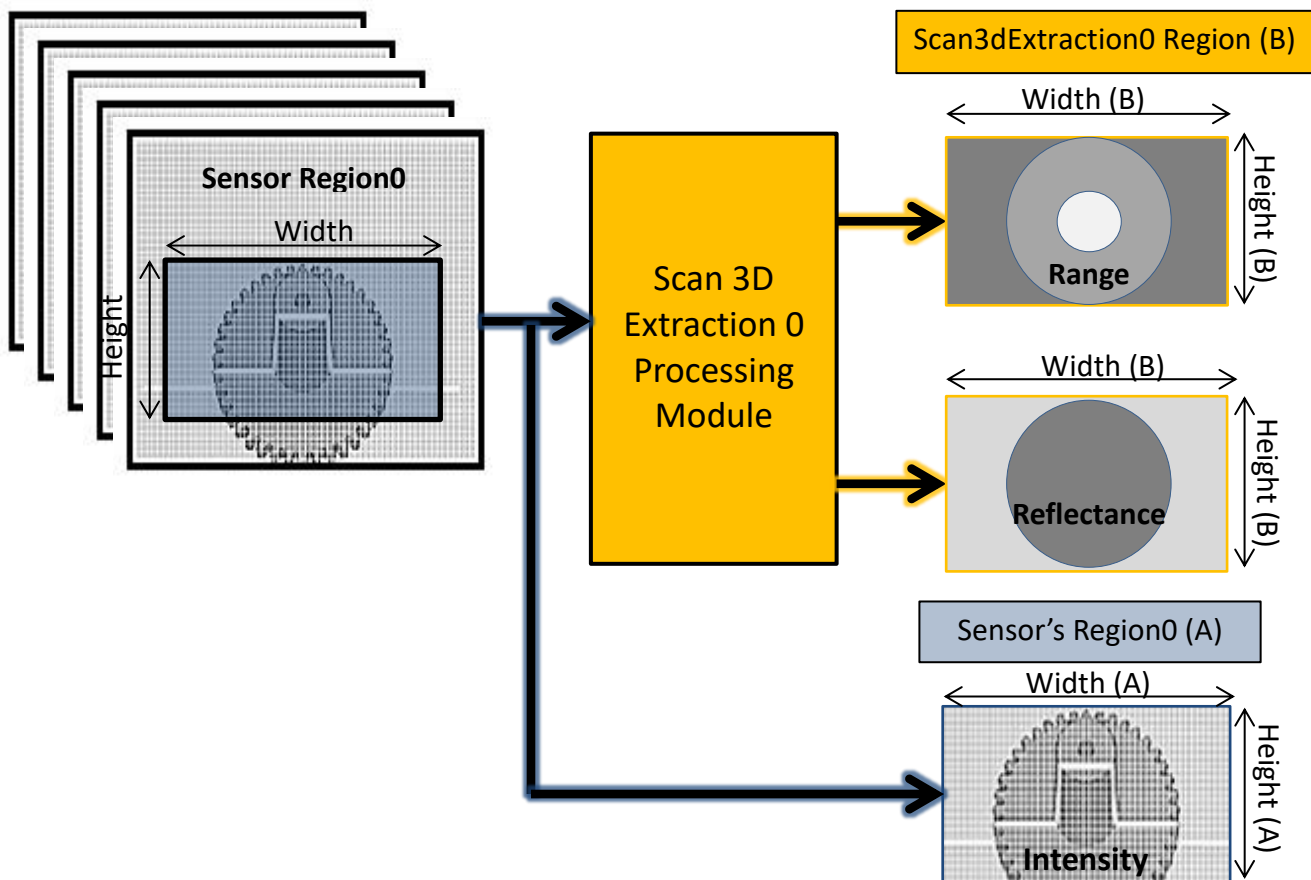 Sensor Region0
Width
Height
Scan 3D
Extraction 0
Processing
Module
Scan3dExtraction0 Region (B)
Width (B)
Height (B)
Range
Width (B)
Height (B)
Reflectance
Sensor’s Region0 (A)
Width (A)
Height (A)
Intensity